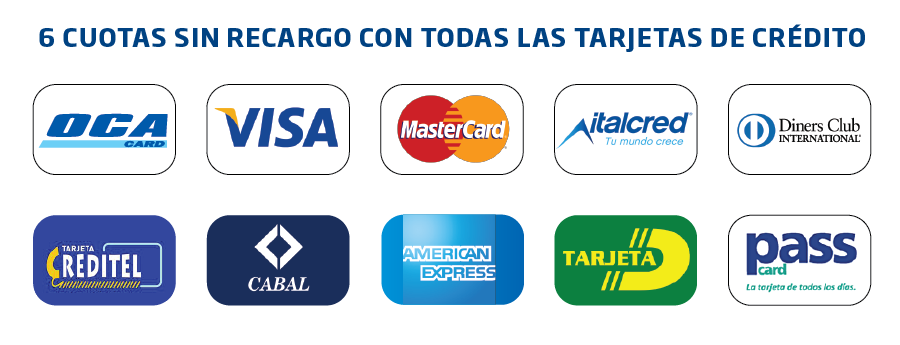 6 CUOTAS SIN RECARGO CON TODAS LAS TARJETAS DE CRÉDITO
OCA
CARD
VISA
MasterCard
italcred
Tu mundo crece
Diners Club
INTERNATIONAL®
TARJETA
CREDITEL
CABAL
AMERICAN
EXPRESS
TARJETA D
pass
card
La tarjeta de todos los días.